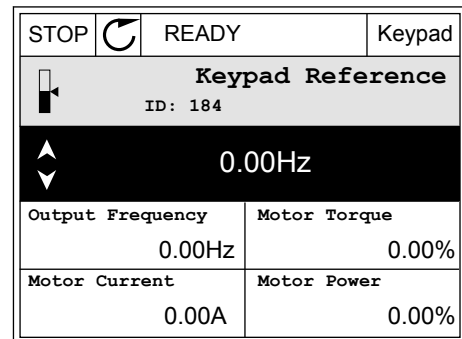 STOP READY Keypad
Keypad Reference
ID: 184
0.00Hz
Output Frequency Motor Torque
0.00Hz 0.00%
Motor Current Motor Power
0.00A 0.00%